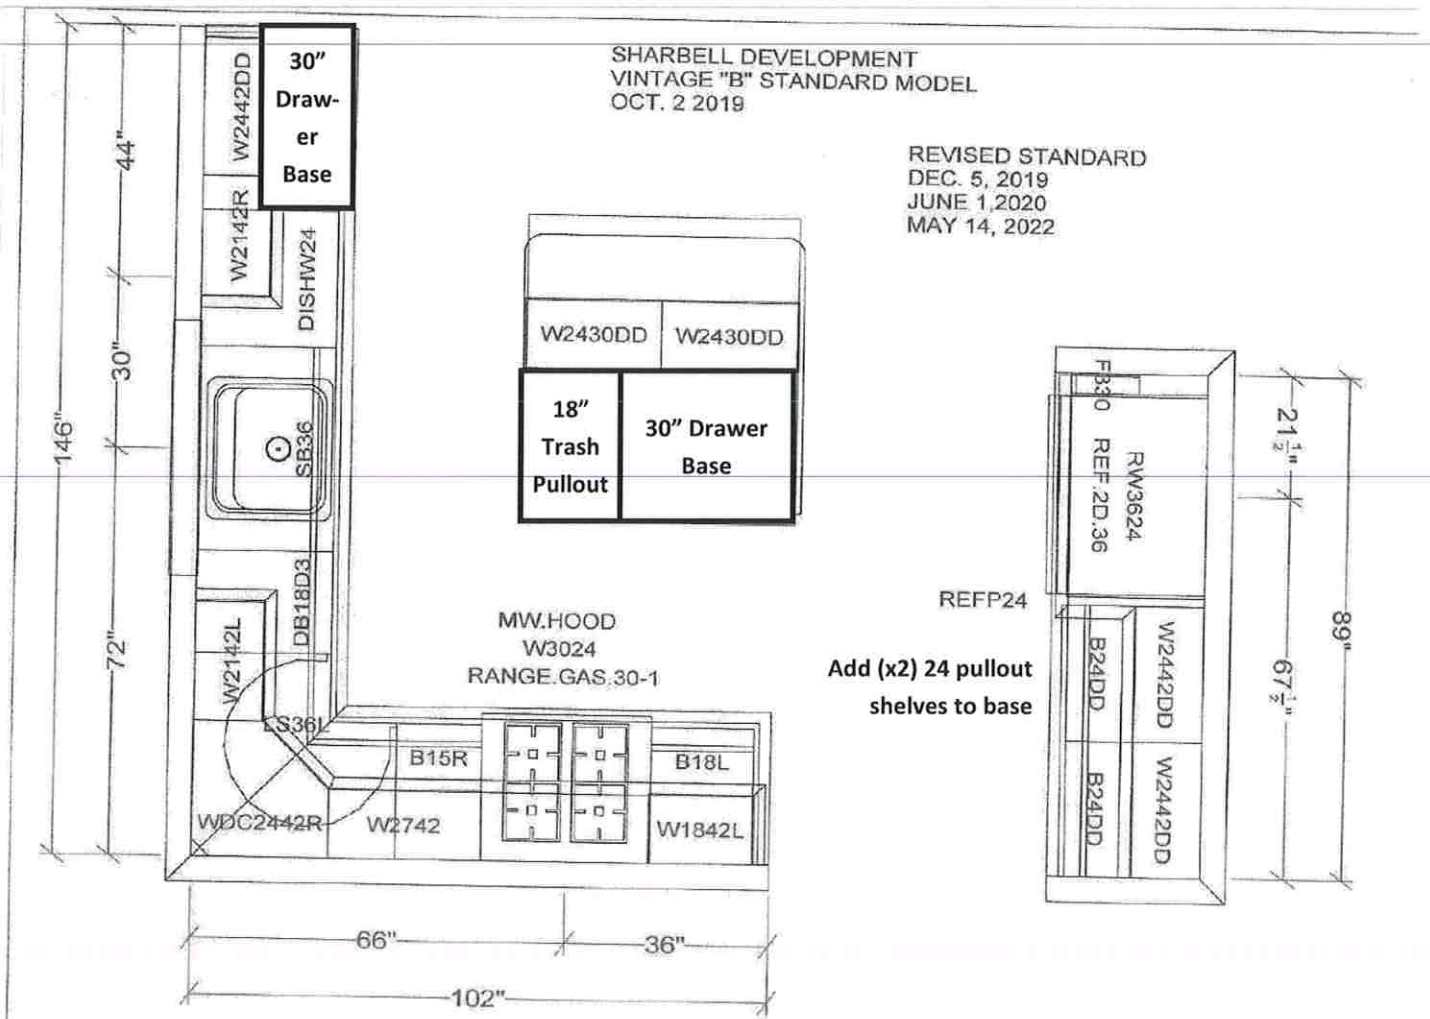 SHARBELL DEVELOPMENT
VINTAGE "B" STANDARD MODEL
OCT. 2 2019
REVISED STANDARD
DEC. 5, 2019
JUNE 1,2020
MAY 14, 2022
30”
Draw-
er
Base
W2442DD
W2142R
DISHW24
44"
30"
146"
72"
SB36
DB18D3
W2142L
LS36L
WDC2442R
W2742
B15R
B18L
W1842L
W2430DD
W2430DD
18”
Trash
Pullout
30” Drawer
Base
MW.HOOD
W3024
RANGE.GAS.30-1
66"
36"
102"
F330
RW3624
REF.2D.36
REFP24
Add (x2) 24 pullout
shelves to base
B24DD
W2442DD
B24DD
W2442DD
21 1/2"
67 1/2"
89"